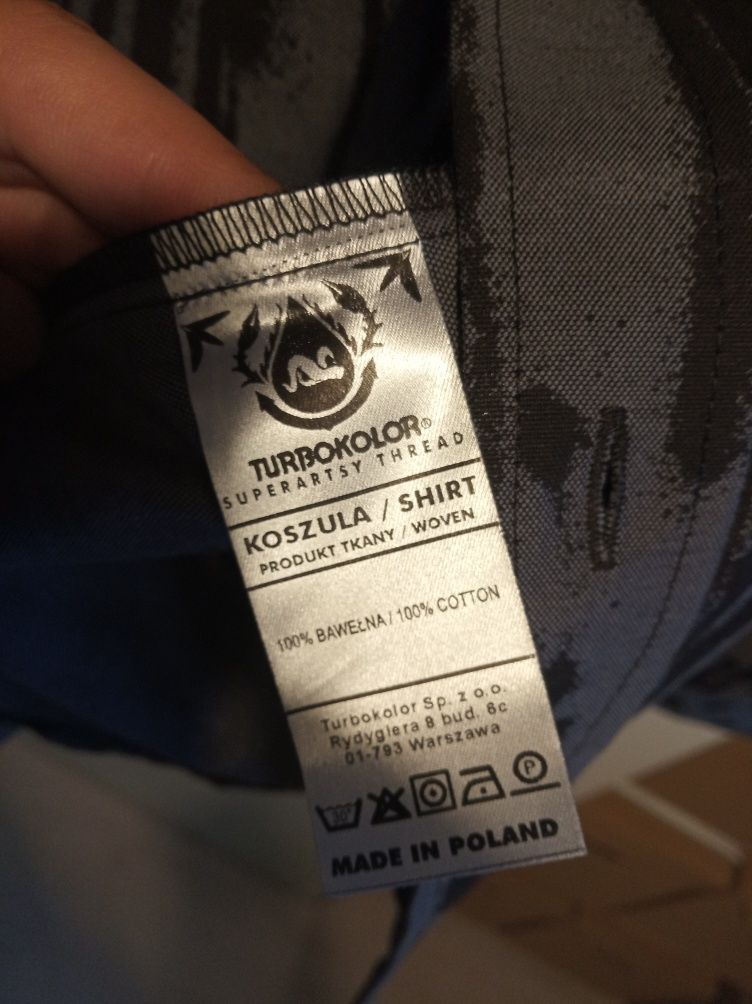 TURBOKOLOR®
SUPERARTSY THREAD
KOSZULA / SHIRT
PRODUKT TKANY / WOVEN
100% BAWEŁNA / 100% COTTON
Turbokolor Sp. z o.o.
Rydygiera 8 bud. 6c
01-793 Warszawa
30° P
MADE IN POLAND